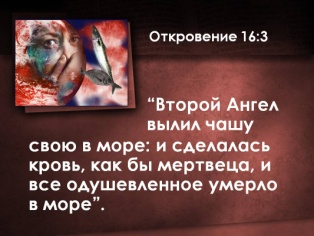 Откровение 16:3
“Второй Ангел
вылил чашу
свою в море: и сделалась
кровь, как бы мертвеца, и
все одушевленное умерло
в море”.